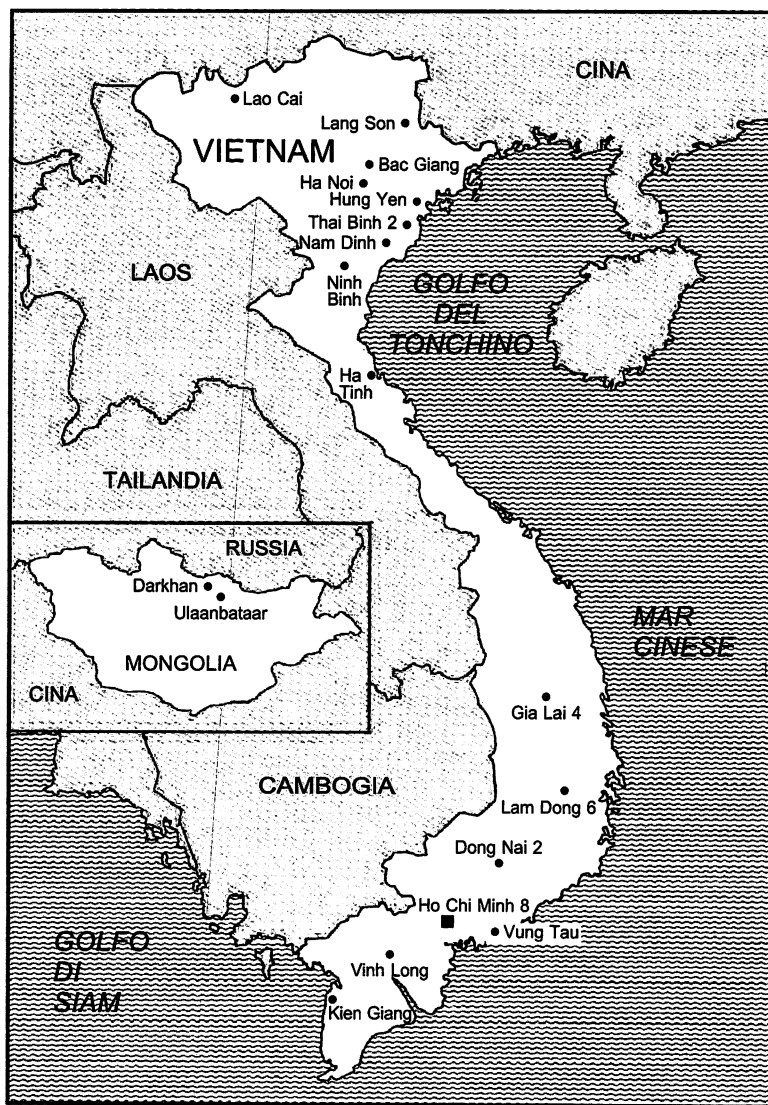 CINA
Lao Cai
Lang Son
VIETNAM
Bac Giang
Ha Noi
Hung Yen
Thai Binh 2
Nam Dinh
LAOS
Ninh
Binh
GOLFO
DEL
TONCHINO
Ha
Tinh
TAILANDIA
RUSSIA
Darkhan
Ulaanbataar
MONGOLIA
CINA
MAR
CINESE
Gia Lai 4
CAMBOGIA
Lam Dong 6
Dong Nai 2
Ho Chi Minh 8
Vung Tau
GOLFO
DI
SIAM
Vinh Long
Kien Giang